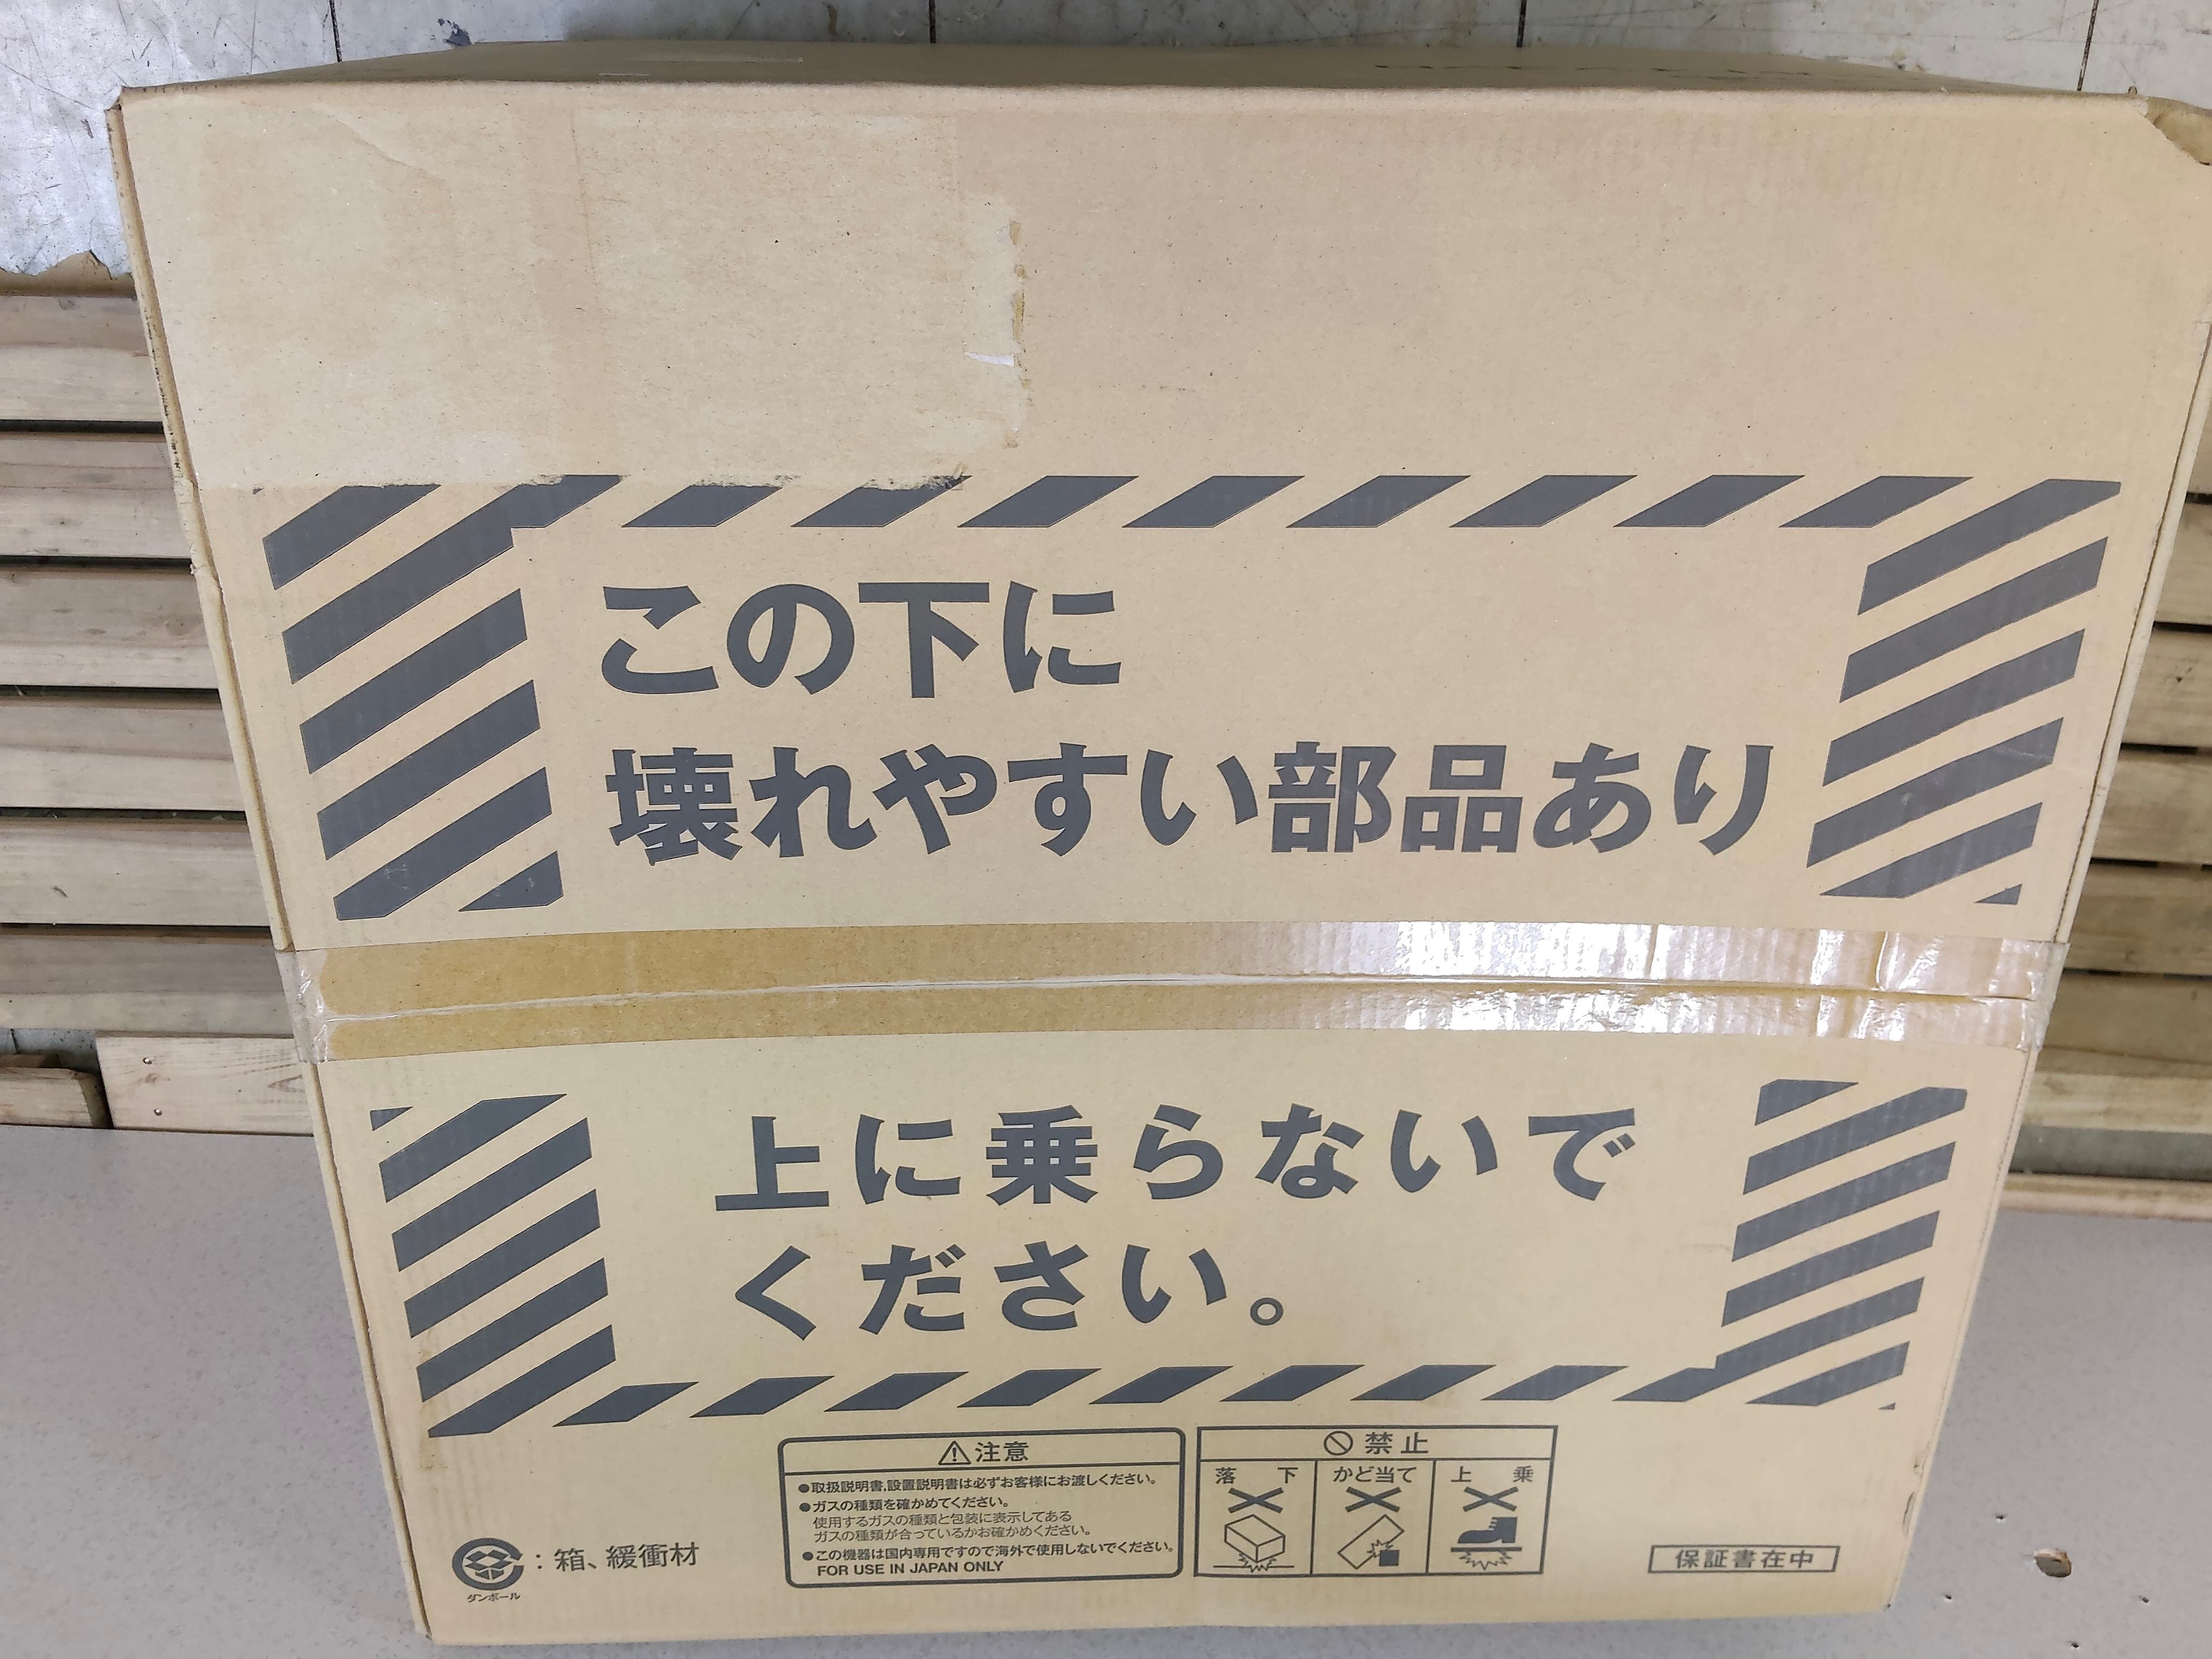 この下に
壊れやすい部品あり
上に乗らないで
ください。
注意
●取扱説明書,設置説明書は必ずお客様にお渡しください。
●ガスの種類を確かめてください。
使用するガスの種類と包装に表示してある
ガスの種類が合っているかお確かめください。
●この機器は国内専用ですので海外で使用しないでください。
FOR USE IN JAPAN ONLY
禁止
落下
かど当て
上乗
:箱、緩衝材
ダンボール
保証書在中